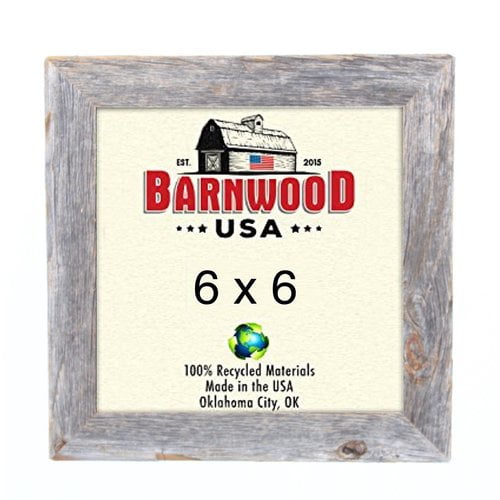 EST. 2015
BARNWOOD
★★★ USA ★★★
6 x 6
100% Recycled Materials
Made in the USA
Oklahoma City, OK